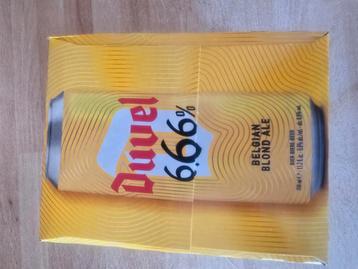 Duvel
6,66%
BELGIAN
BLOND ALE